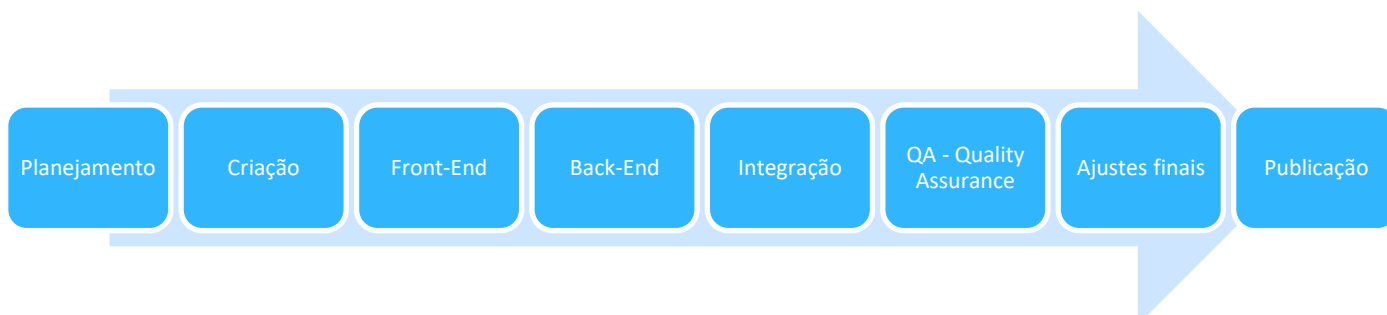 Planejamento
Criação
Front-End
Back-End
Integração
QA - Quality
Assurance
Ajustes finais
Publicação